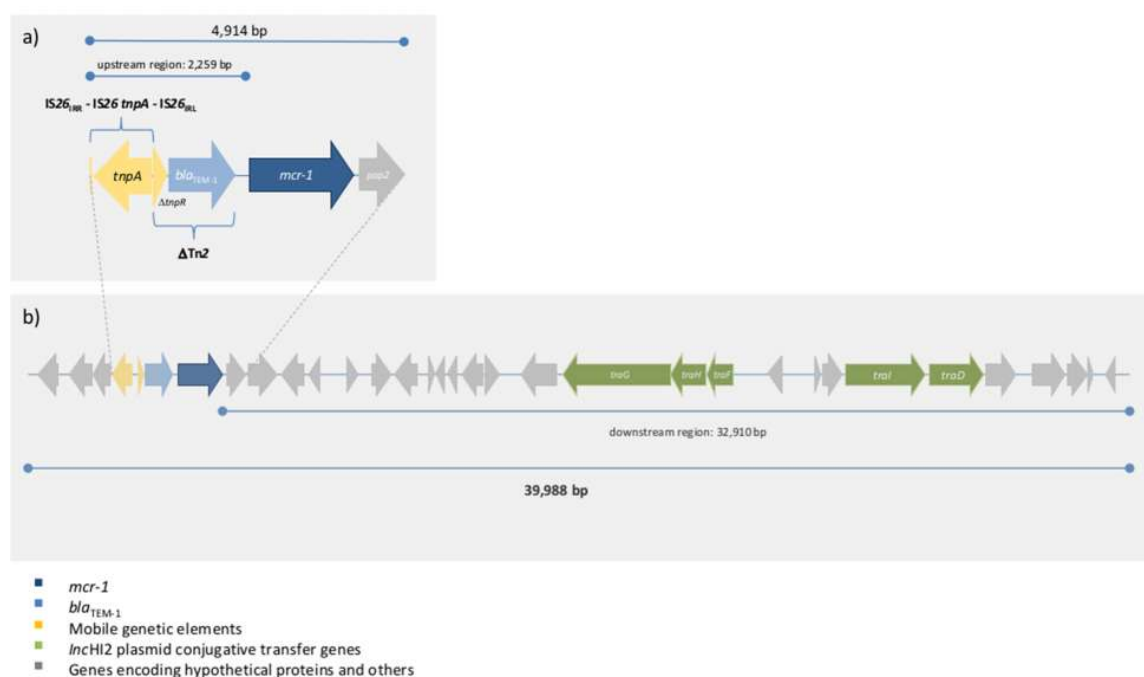 a)
4,914 bp
upstream region: 2,259 bp
IS26IRR - IS26 tnpA - IS26IRL
tnpA
blaTEM-1
mcr-1
pap2
ΔtnpR
ΔTn2
b)
traG
traH
traF
traI
traD
downstream region: 32,910 bp
39,988 bp
mcr-1
blaTEM-1
Mobile genetic elements
IncHI2 plasmid conjugative transfer genes
Genes encoding hypothetical proteins and others